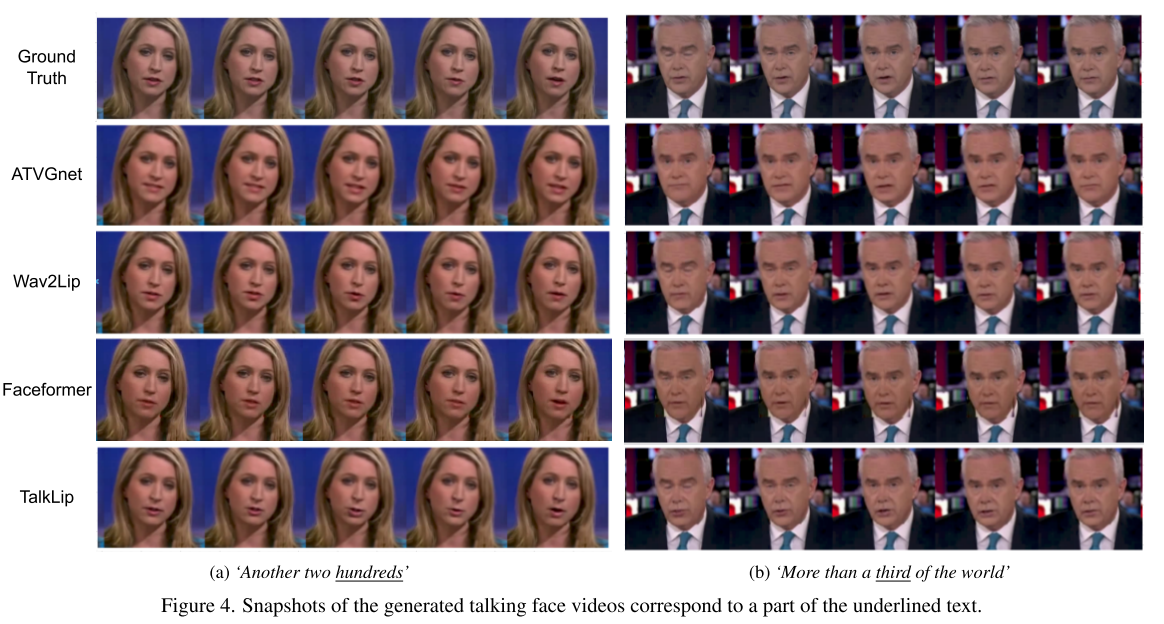 Ground
Truth
ATVGnet
Wav2Lip
Faceformer
TalkLip
(a) ‘Another two hundreds’
(b) ‘More than a third of the world’
Figure 4. Snapshots of the generated talking face videos correspond to a part of the underlined text.